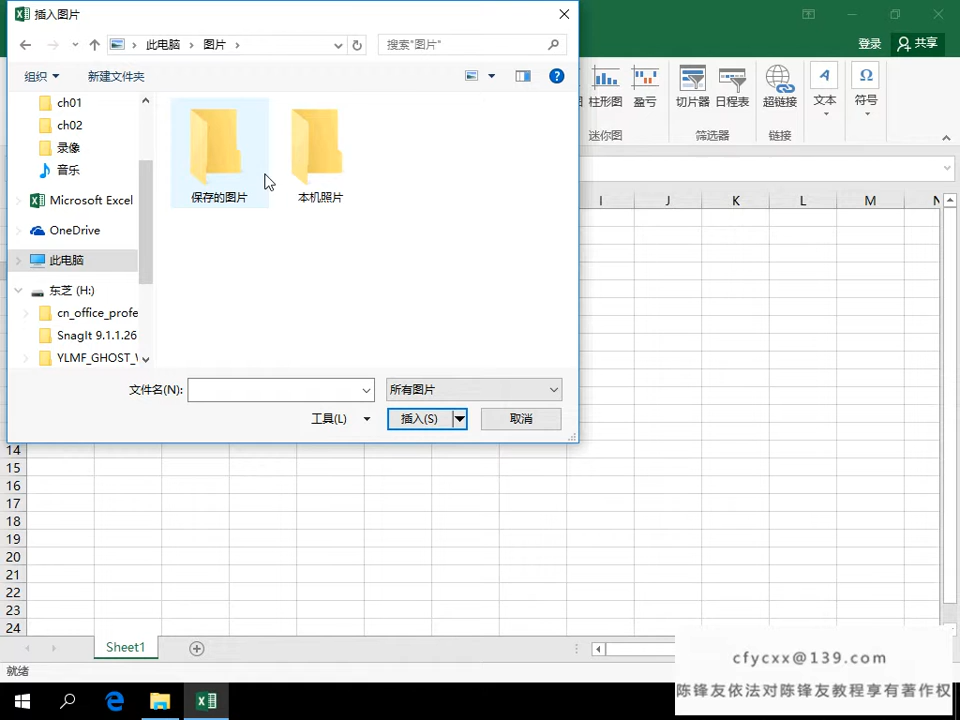 插入图片
此电脑 图片
搜索"图片"
登录 共享
组织 新建文件夹
柱形图 盈亏 切片器 日程表 超链接 文本 符号
迷你图 筛选器 链接
ch01
ch02
录像
音乐
Microsoft Excel
OneDrive
此电脑
东芝 (H:)
cn_office_profe
SnagIt 9.1.1.26
YLMF_GHOST_
保存的图片 本机照片
文件名(N): 所有图片
工具(L) 插入(S) 取消
I J K L M N
14
15
16
17
18
19
20
21
22
23
24
Sheet1
就绪
cfycxx@139.com
陈锋友依法对陈锋友教程享有著作权